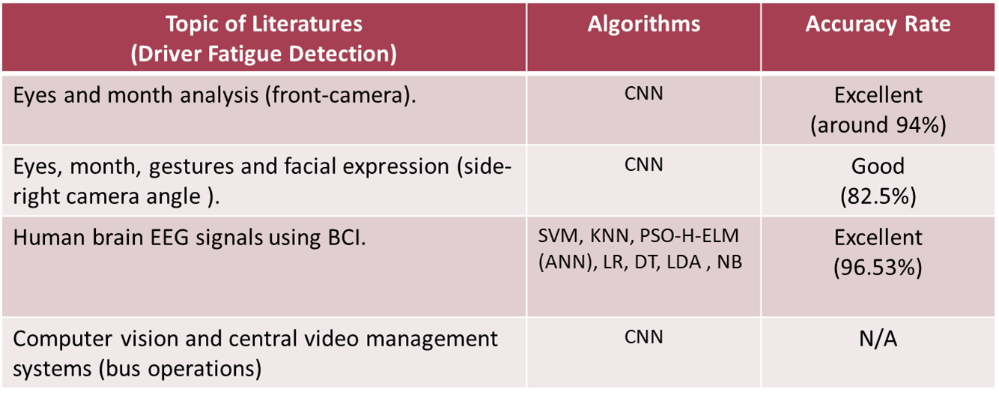 Topic of Literatures
(Driver Fatigue Detection)
Algorithms
Accuracy Rate
Eyes and month analysis (front-camera).
CNN
Excellent
(around 94%)
Eyes, month, gestures and facial expression (side-
right camera angle ).
CNN
Good
(82.5%)
Human brain EEG signals using BCI.
SVM, KNN, PSO-H-ELM
(ANN), LR, DT, LDA , NB
Excellent
(96.53%)
Computer vision and central video management
systems (bus operations)
CNN
N/A